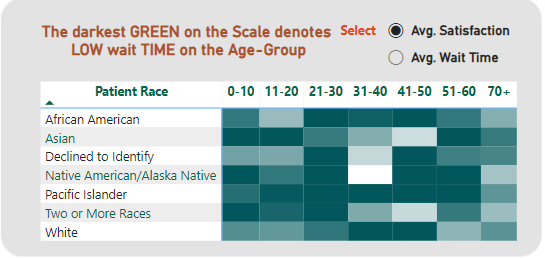 The darkest GREEN on the Scale denotes
LOW wait TIME on the Age-Group
Select
Avg. Satisfaction
Avg. Wait Time
Patient Race 0-10 11-20 21-30 31-40 41-50 51-60 70+
African American
Asian
Declined to Identify
Native American/Alaska Native
Pacific Islander
Two or More Races
White